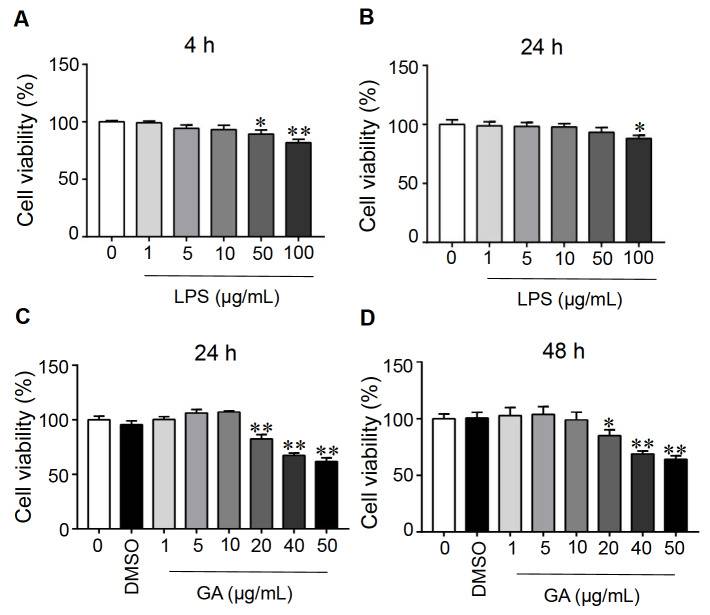 A
4 h
Cell viability (%)
150
100
50
0
* **
0 1 5 10 50 100
LPS (µg/mL)
B
24 h
Cell viability (%)
150
100
50
0
*
0 1 5 10 50 100
LPS (µg/mL)
C
24 h
Cell viability (%)
150
100
50
0
** ** **
0 DMSO 1 5 10 20 40 50
GA (µg/mL)
D
48 h
Cell viability (%)
150
100
50
0
* ** **
0 DMSO 1 5 10 20 40 50
GA (µg/mL)